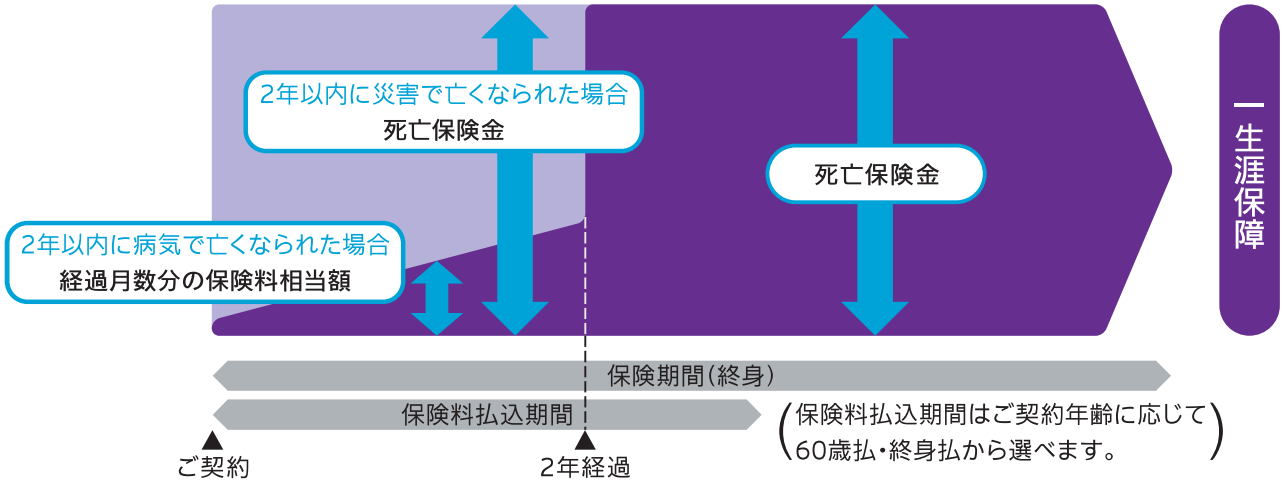 2年以内に災害で亡くなられた場合
死亡保険金
死亡保険金
2年以内に病気で亡くなられた場合
経過月数分の保険料相当額
一生涯保障
保険期間(終身)
保険料払込期間
(保険料払込期間はご契約年齢に応じて
60歳払・終身払から選べます。)
ご契約
2年経過